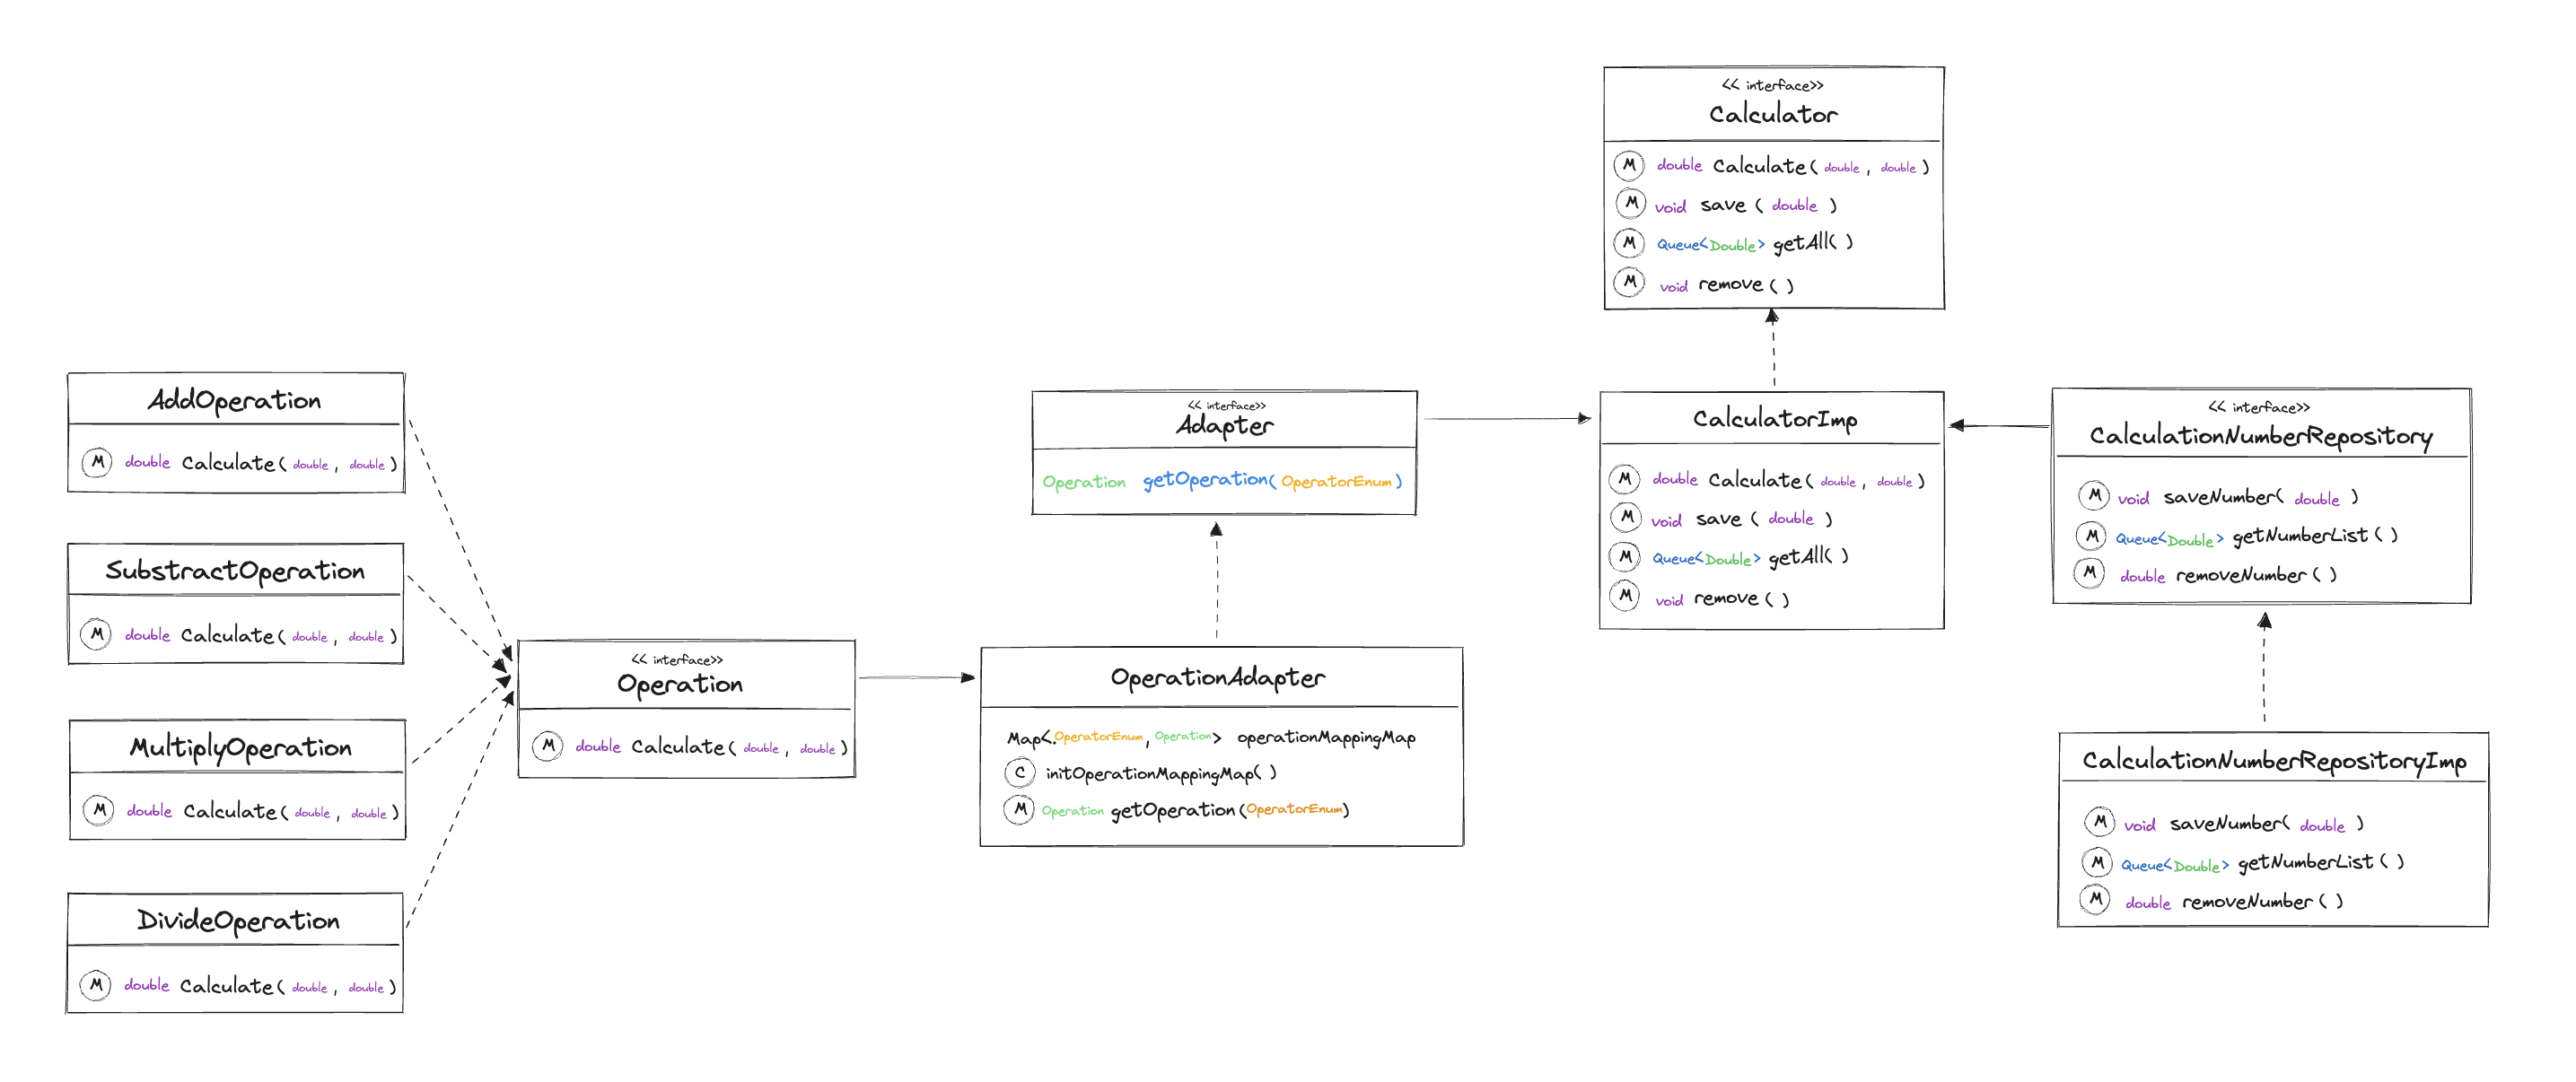 << interface>>
Calculator
M double Calculate( double , double )
M void save ( double )
M Queue<Double> getAll( )
M void remove ( )
AddOperation
M double Calculate( double , double )
SubstractOperation
M double Calculate( double , double )
MultiplyOperation
M double Calculate( double , double )
DivideOperation
M double Calculate( double , double )
<< interface>>
Operation
M double Calculate( double , double )
<< interface>>
Adapter
Operation getOperation( OperatorEnum )
OperationAdapter
Map<.OperatorEnum , Operation> operationMappingMap
C initOperationMappingMap( )
M Operation getOperation (OperatorEnum)
CalculatorImp
M double Calculate( double , double )
M void save ( double )
M Queue<Double> getAll( )
M void remove ( )
<< interface>>
CalculationNumberRepository
M void saveNumber( double )
M Queue<Double> getNumberList ( )
M double removeNumber ( )
CalculationNumberRepositoryImp
M void saveNumber( double )
M Queue<Double> getNumberList ( )
M double removeNumber ( )